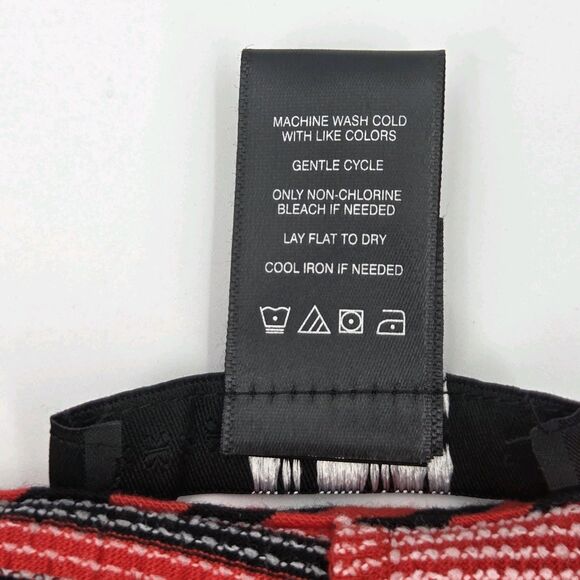 MACHINE WASH COLD
WITH LIKE COLORS
GENTLE CYCLE
ONLY NON-CHLORINE
BLEACH IF NEEDED
LAY FLAT TO DRY
COOL IRON IF NEEDED